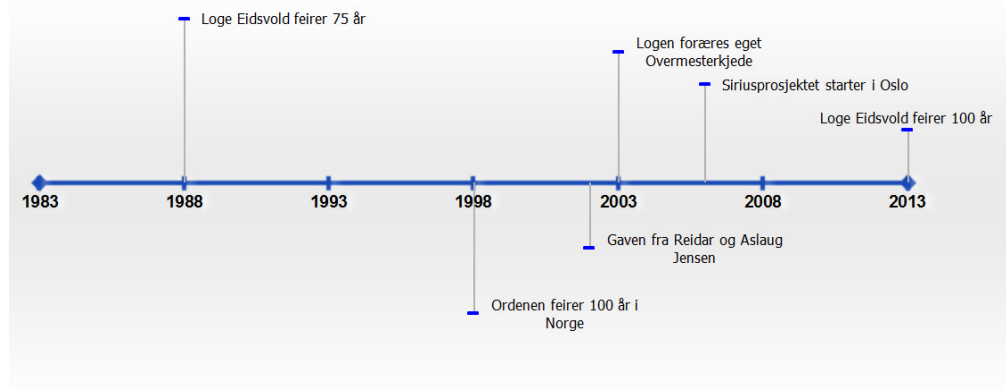 Loge Eidsvold feirer 75 år
Logen foræres eget
Overmesterkjede
Siriusprosjektet starter i Oslo
Loge Eidsvold feirer 100 år
1983 1988 1993 1998 2003 2008 2013
Gaven fra Reidar og Aslaug
Jensen
Ordenen feirer 100 år i
Norge